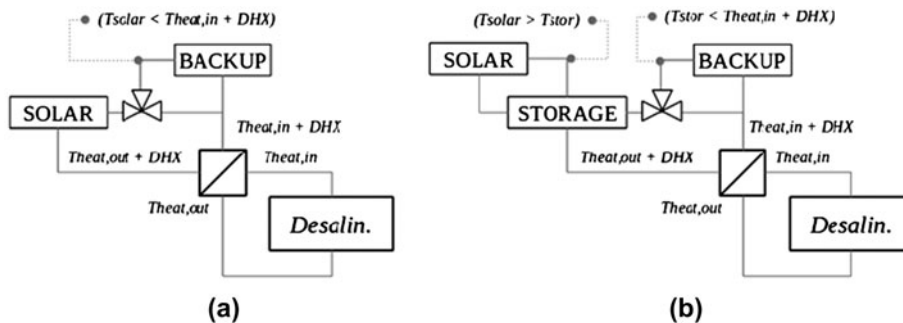 (Tsolar < Theat,in + DHX)
BACKUP
SOLAR
Theat,in + DHX
Theat,out + DHX
Theat,in
Theat,out
Desalin.
(a)
(Tsolar > Tstor)
(Tstor < Theat,in + DHX)
SOLAR
BACKUP
STORAGE
Theat,in + DHX
Theat,out + DHX
Theat,in
Theat,out
Desalin.
(b)